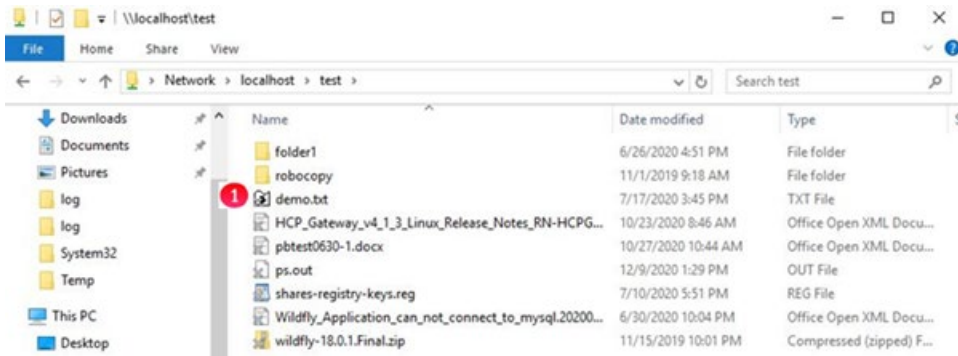 \\localhost\test
File Home Share View
Network > localhost > test >
Search test
Downloads
Documents
Pictures
log
log
System32
Temp
This PC
Desktop
Name Date modified Type
folder1 6/26/2020 4:51 PM File folder
robocopy 11/1/2019 9:18 AM File folder
1 demo.txt 7/17/2020 3:45 PM TXT File
HCP_Gateway_v4_1_3_Linux_Release_Notes_RN-HCPG... 10/23/2020 8:46 AM Office Open XML Docu...
pbtest0630-1.docx 10/27/2020 10:44 AM Office Open XML Docu...
ps.out 12/9/2020 1:29 PM OUT File
shares-registry-keys.reg 7/10/2020 5:51 PM REG File
Wildfly_Application_can_not_connect_to_mysql.20200... 6/30/2020 10:04 PM Office Open XML Docu...
wildfly-18.0.1.Final.zip 11/15/2019 10:01 PM Compressed (zipped) F...